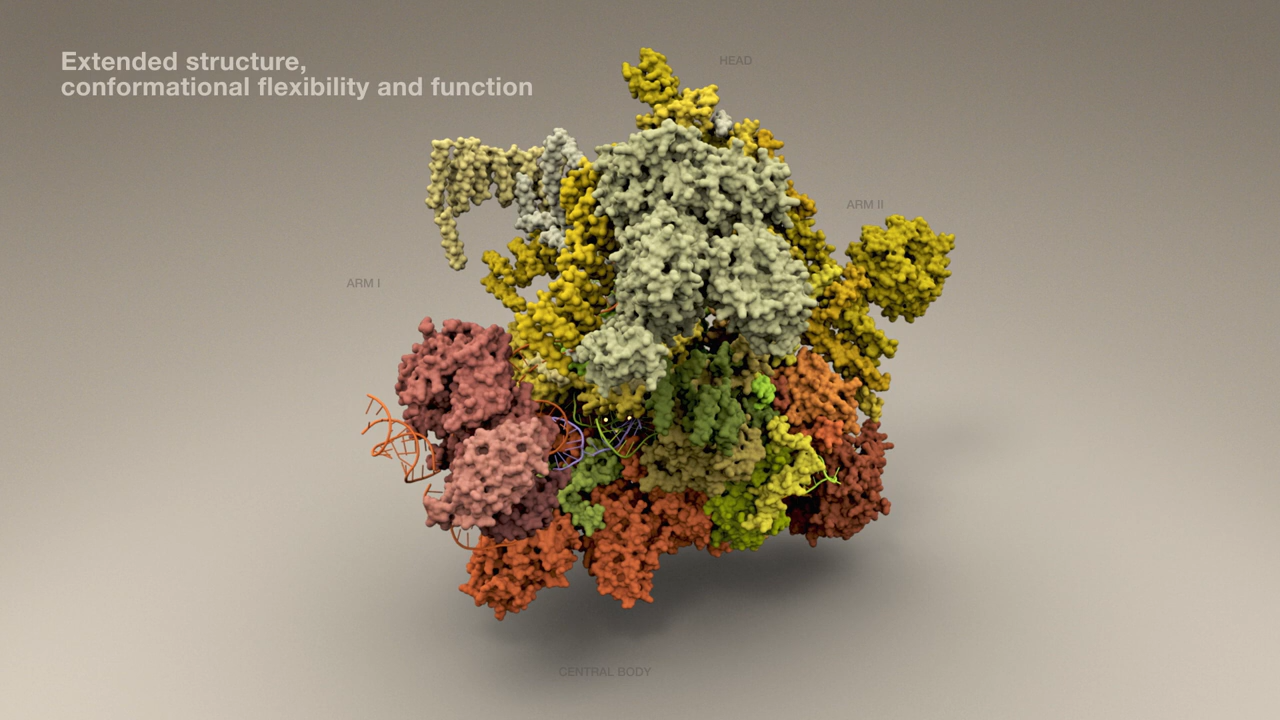 Extended structure,
conformational flexibility and function
HEAD
ARM II
ARM I
CENTRAL BODY